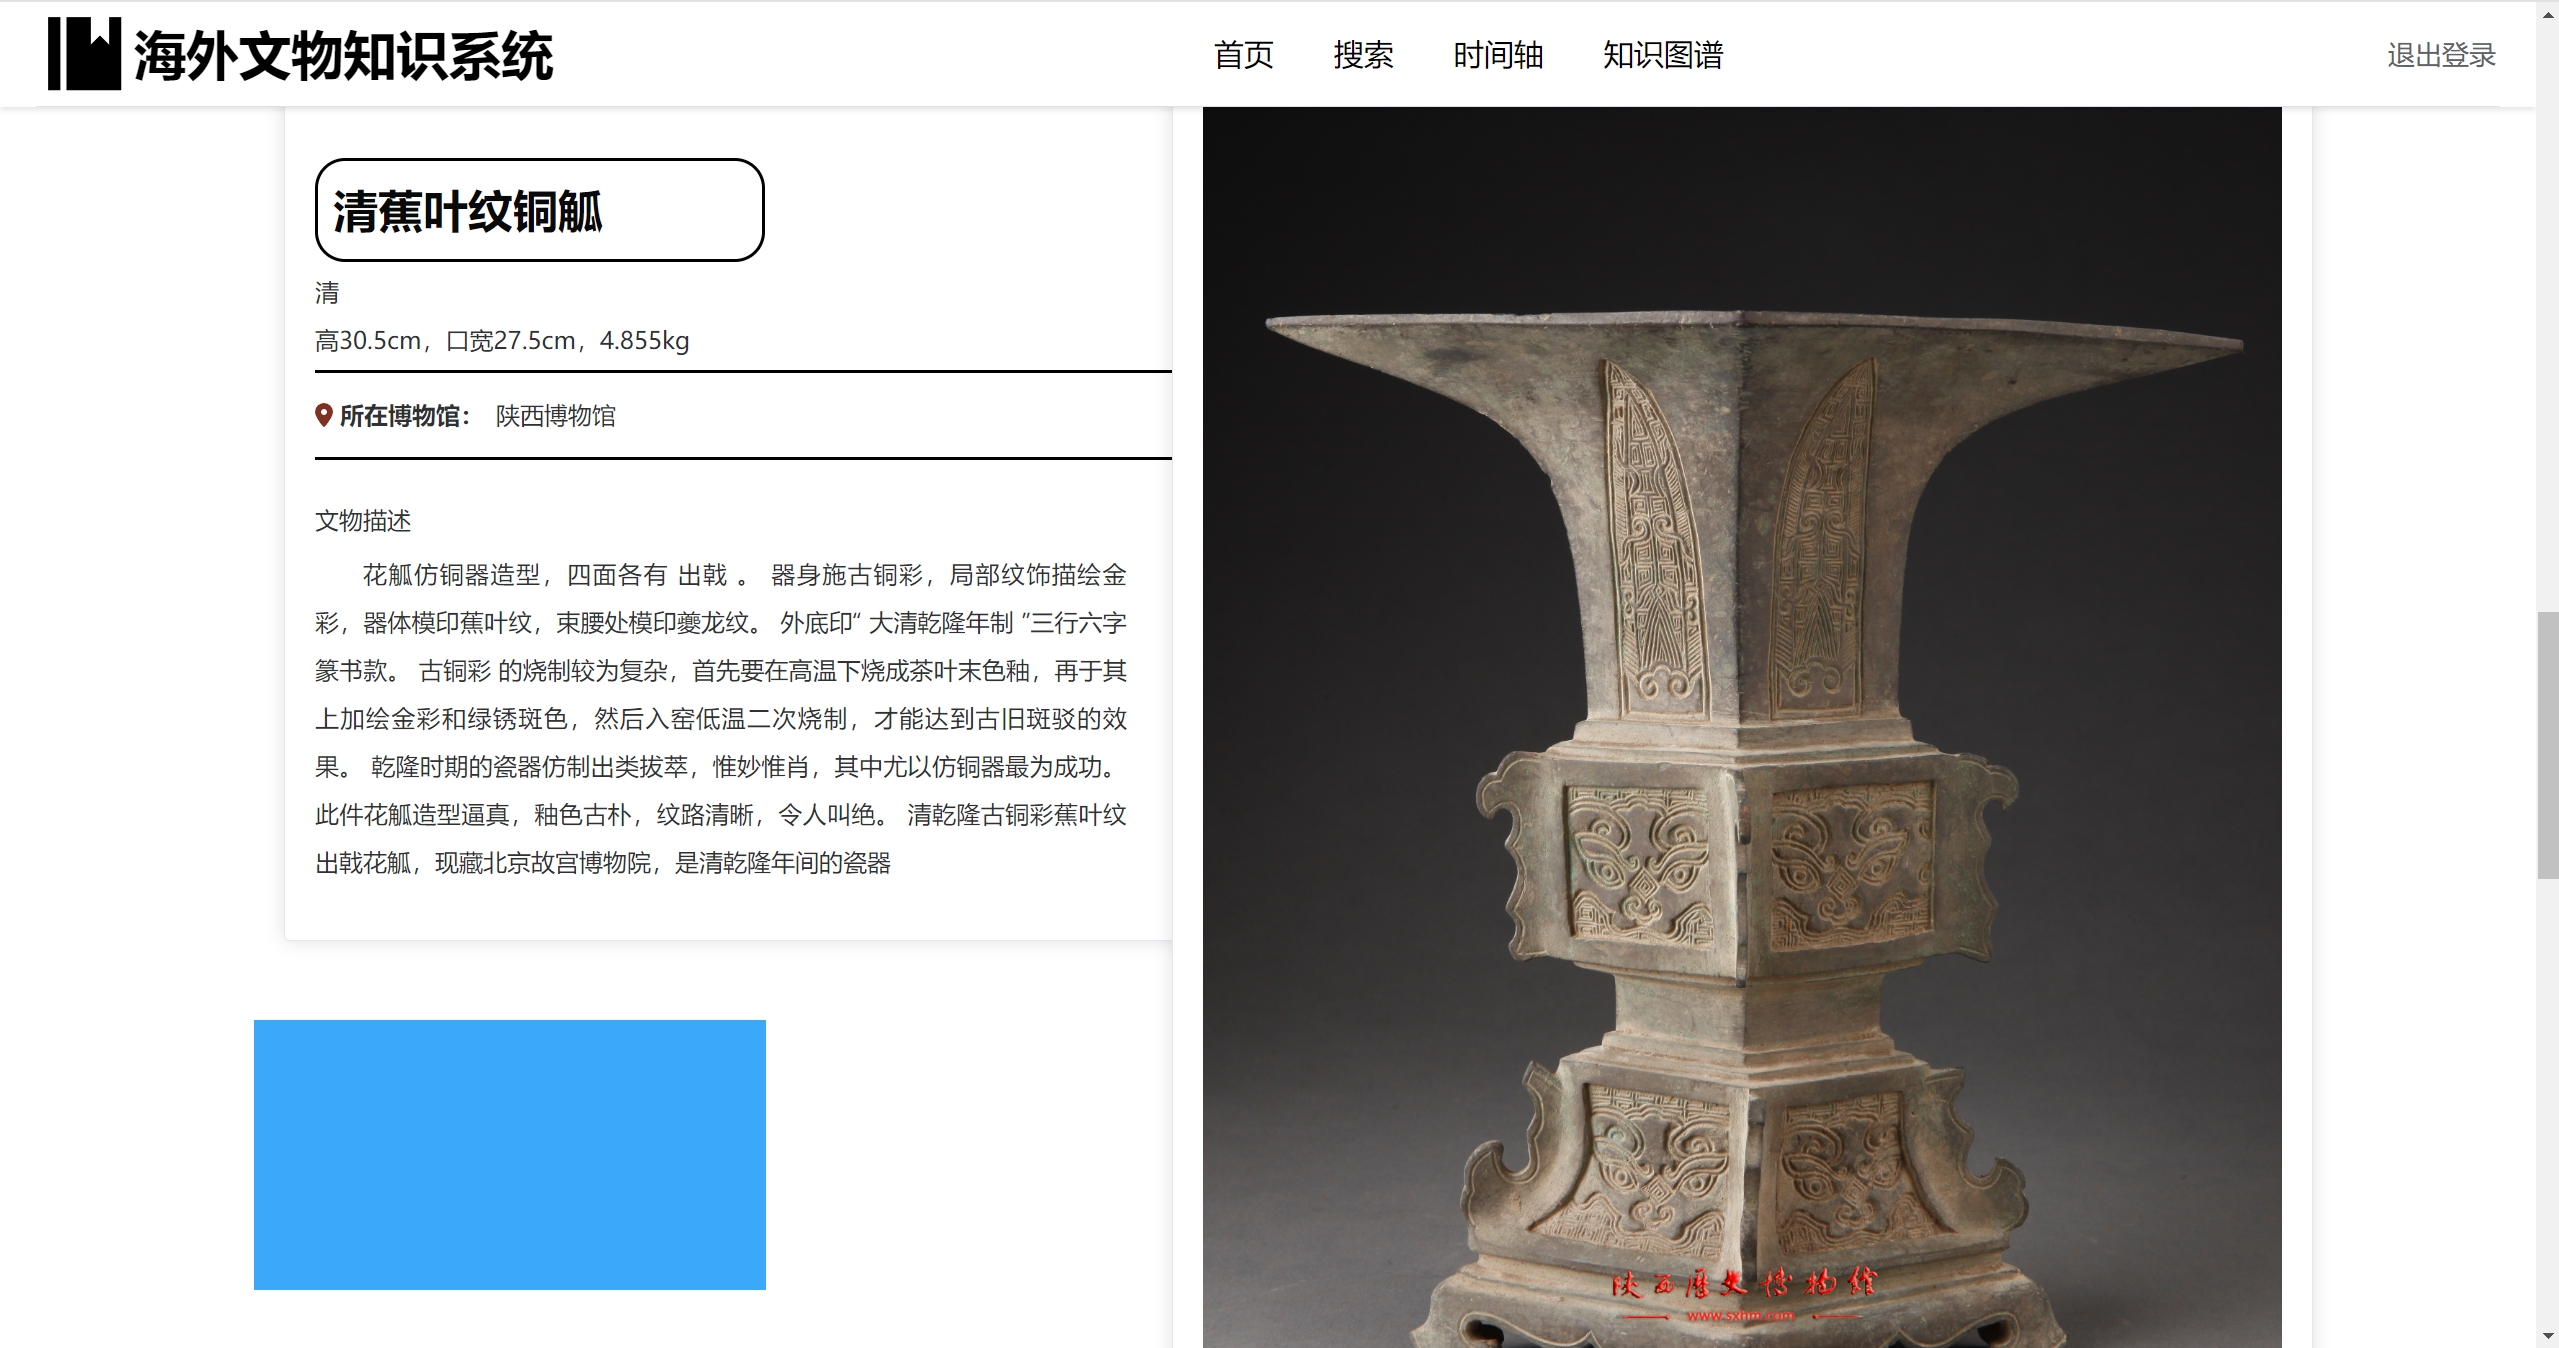 海外文物知识系统
首页 搜索 时间轴 知识图谱
退出登录
清蕉叶纹铜觚
清
高30.5cm，口宽27.5cm，4.855kg
所在博物馆： 陕西博物馆
文物描述
花觚仿铜器造型，四面各有 出戟 。 器身施古铜彩，局部纹饰描绘金
彩，器体模印蕉叶纹，束腰处模印夔龙纹。 外底印“ 大清乾隆年制 ”三行六字
篆书款。 古铜彩 的烧制较为复杂，首先要在高温下烧成茶叶末色釉，再于其
上加绘金彩和绿锈斑色，然后入窑低温二次烧制，才能达到古旧斑驳的效
果。 乾隆时期的瓷器仿制出类拔萃，惟妙惟肖，其中尤以仿铜器最为成功。
此件花觚造型逼真，釉色古朴，纹路清晰，令人叫绝。 清乾隆古铜彩蕉叶纹
出戟花觚，现藏北京故宫博物院，是清乾隆年间的瓷器
陕西历史博物馆
www.sxhm.com